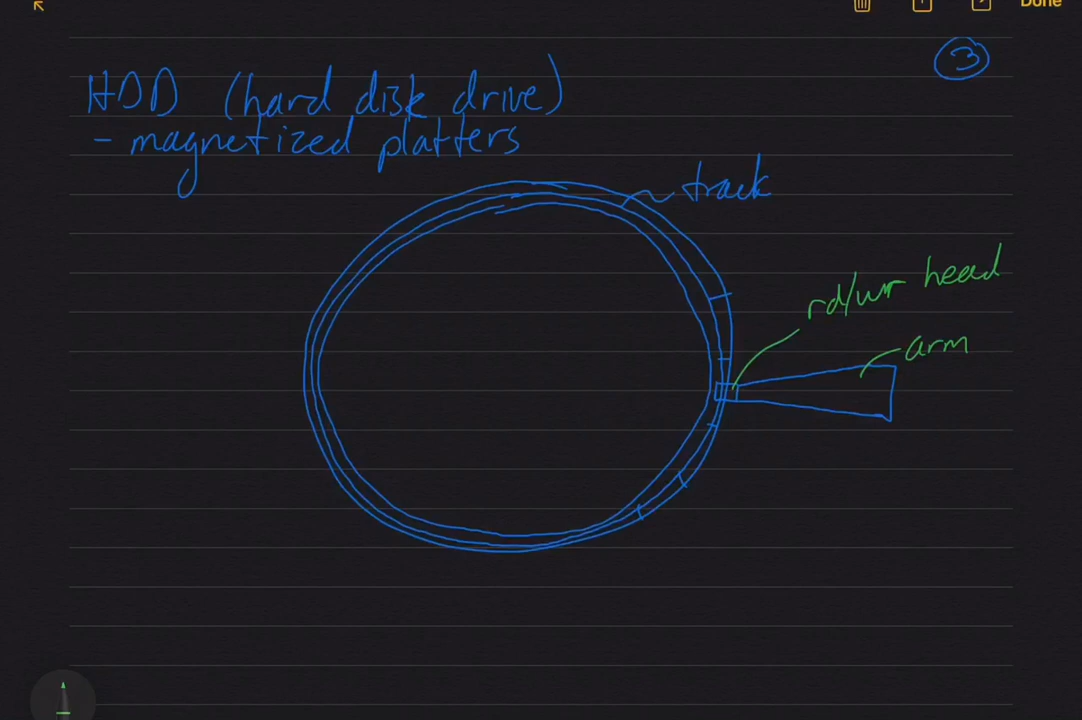 Done
3
HDD (hard disk drive)
- magnetized platters
track
rd/wr head
arm